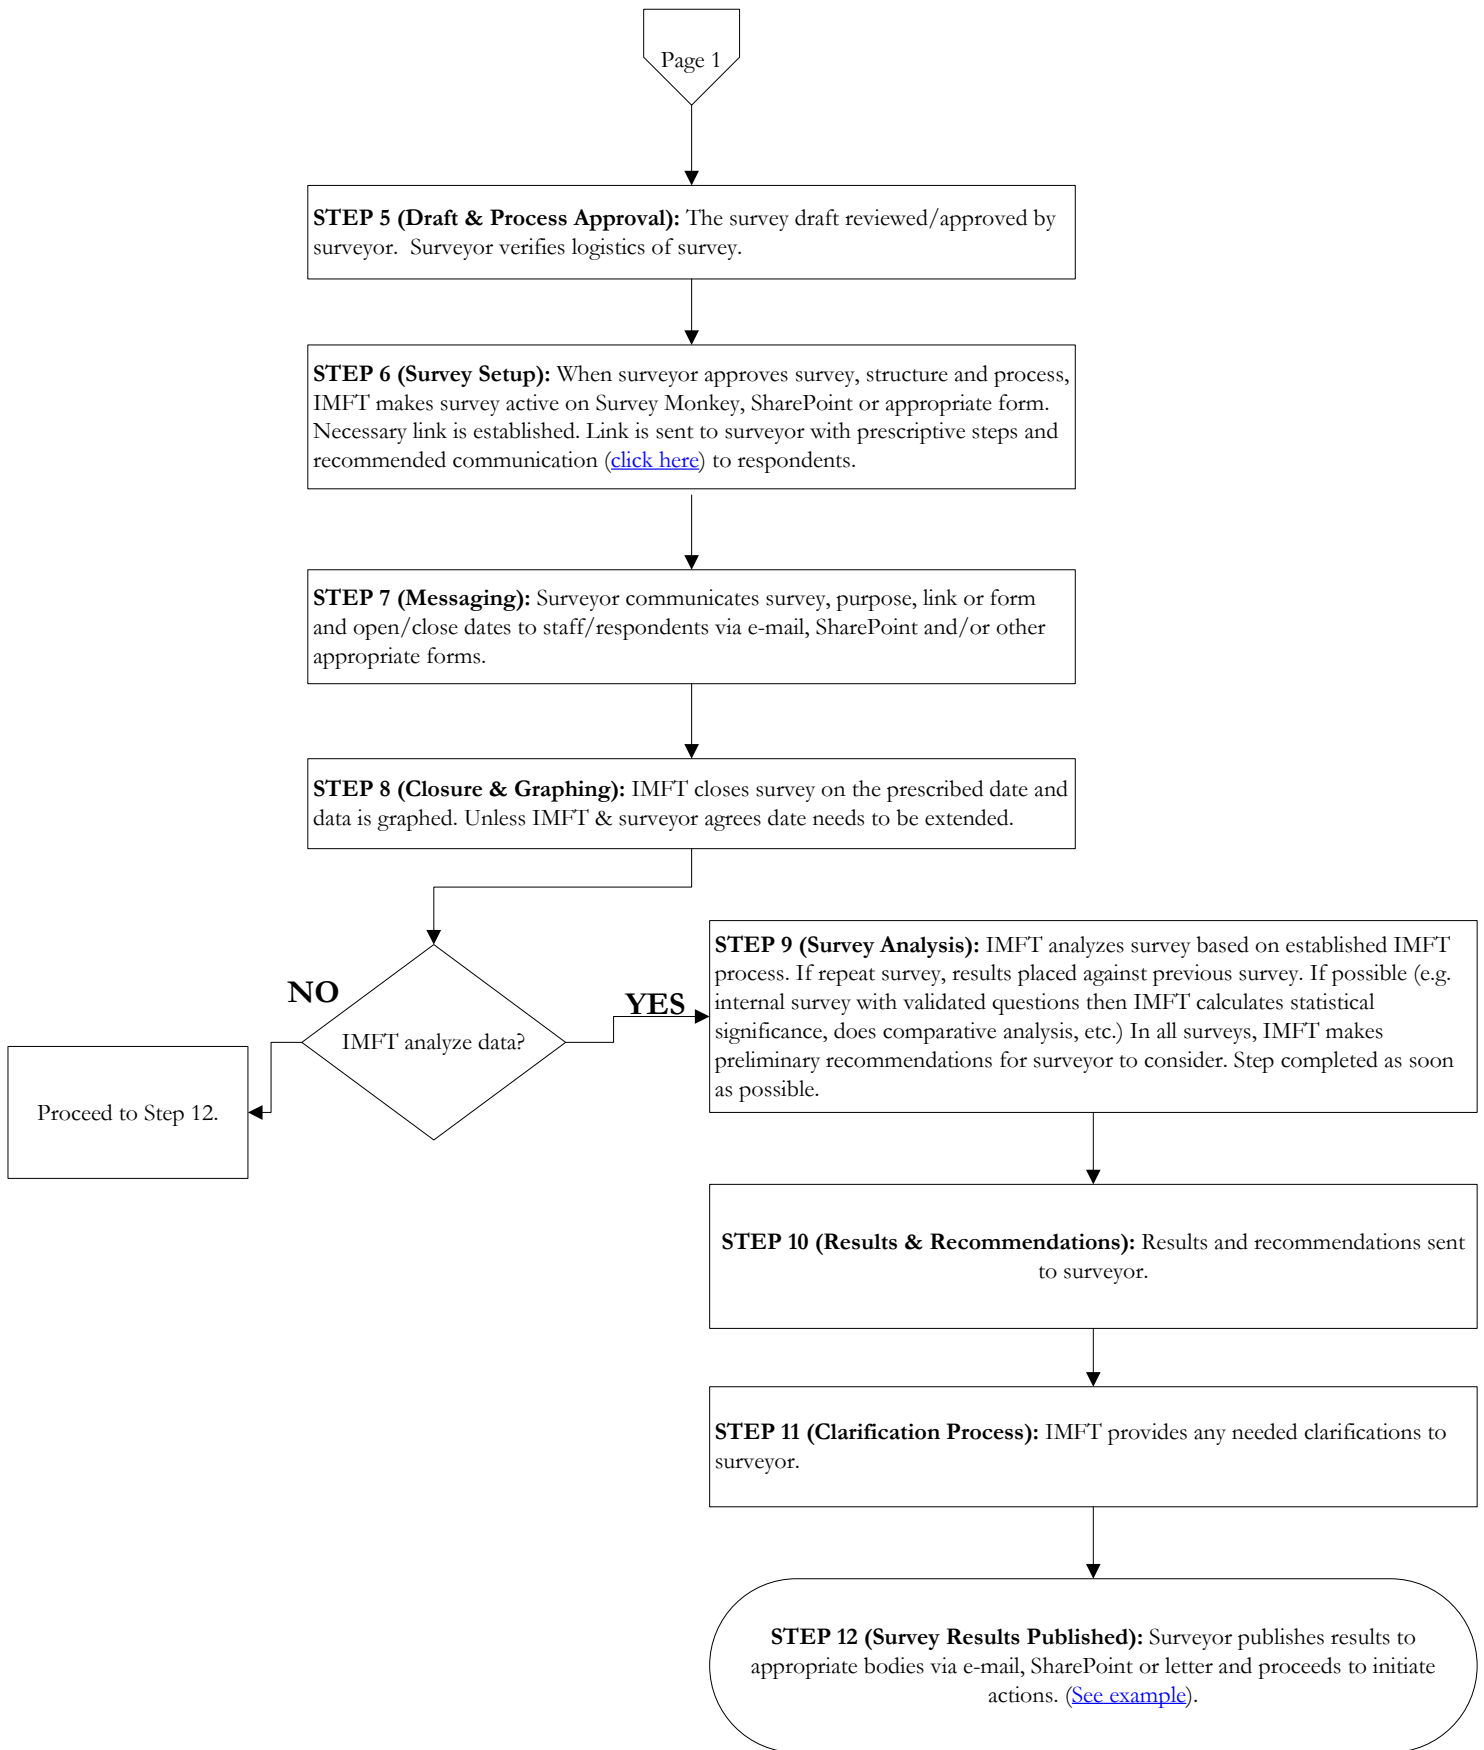 Page 1
STEP 5 (Draft & Process Approval): The survey draft reviewed/approved by
surveyor.  Surveyor verifies logistics of survey.
STEP 6 (Survey Setup): When surveyor approves survey, structure and process,
IMFT makes survey active on Survey Monkey, SharePoint or appropriate form.
Necessary link is established. Link is sent to surveyor with prescriptive steps and
recommended communication (click here) to respondents.
STEP 7 (Messaging): Surveyor communicates survey, purpose, link or form
and open/close dates to staff/respondents via e-mail, SharePoint and/or other
appropriate forms.
STEP 8 (Closure & Graphing): IMFT closes survey on the prescribed date and
data is graphed. Unless IMFT & surveyor agrees date needs to be extended.
NO
IMFT analyze data?
YES
Proceed to Step 12.
STEP 9 (Survey Analysis): IMFT analyzes survey based on established IMFT
process. If repeat survey, results placed against previous survey. If possible (e.g.
internal survey with validated questions then IMFT calculates statistical
significance, does comparative analysis, etc.) In all surveys, IMFT makes
preliminary recommendations for surveyor to consider. Step completed as soon
as possible.
STEP 10 (Results & Recommendations): Results and recommendations sent
to surveyor.
STEP 11 (Clarification Process): IMFT provides any needed clarifications to
surveyor.
STEP 12 (Survey Results Published): Surveyor publishes results to
appropriate bodies via e-mail, SharePoint or letter and proceeds to initiate
actions. (See example).